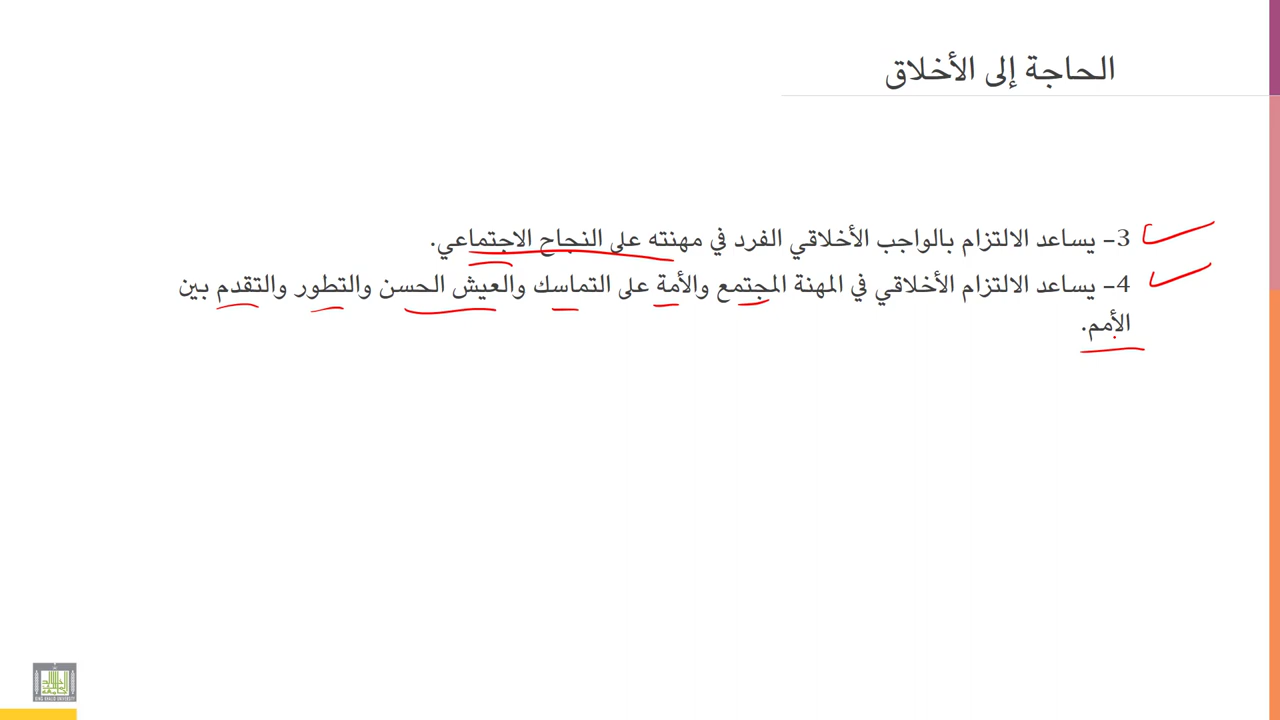 الحاجة إلى الأخلاق
3- يساعد الالتزام بالواجب الأخلاقي الفرد في مهنته على النجاح الاجتماعي.
4- يساعد الالتزام الأخلاقي في المهنة المجتمع والأمة على التماسك والعيش الحسن والتطور والتقدم بين
الأمم.